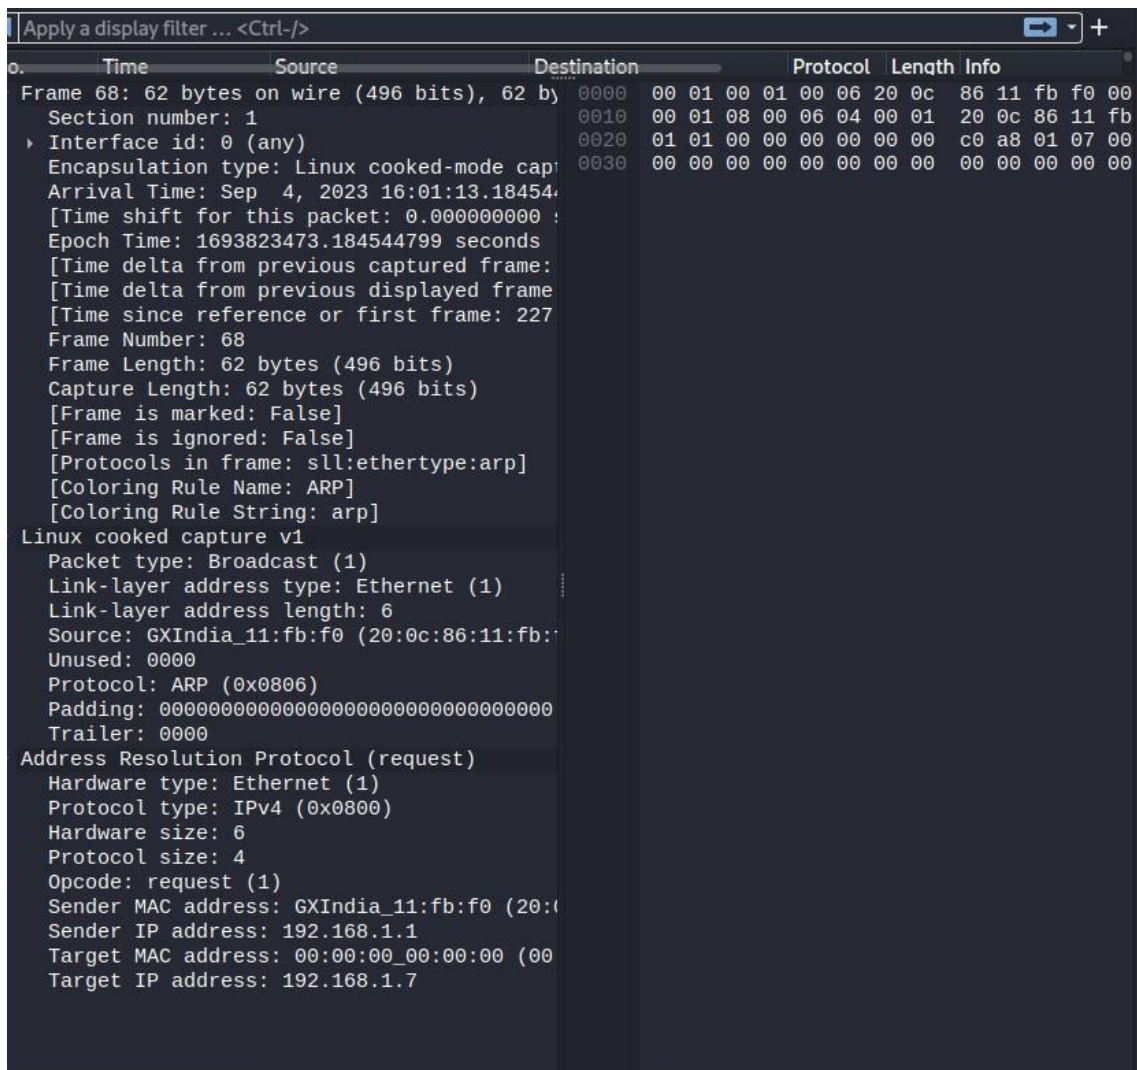 Apply a display filter … <Ctrl-/>
o. Time Source Destination Protocol Length Info
Frame 68: 62 bytes on wire (496 bits), 62 by
Section number: 1
Interface id: 0 (any)
Encapsulation type: Linux cooked-mode capt
Arrival Time: Sep  4, 2023 16:01:13.184544
[Time shift for this packet: 0.000000000 s
Epoch Time: 1693823473.184544799 seconds
[Time delta from previous captured frame:
[Time delta from previous displayed frame
[Time since reference or first frame: 227
Frame Number: 68
Frame Length: 62 bytes (496 bits)
Capture Length: 62 bytes (496 bits)
[Frame is marked: False]
[Frame is ignored: False]
[Protocols in frame: sll:ethertype:arp]
[Coloring Rule Name: ARP]
[Coloring Rule String: arp]
Linux cooked capture v1
Packet type: Broadcast (1)
Link-layer address type: Ethernet (1)
Link-layer address length: 6
Source: GXIndia_11:fb:f0 (20:0c:86:11:fb:
Unused: 0000
Protocol: ARP (0x0806)
Padding: 00000000000000000000000000000000
Trailer: 0000
Address Resolution Protocol (request)
Hardware type: Ethernet (1)
Protocol type: IPv4 (0x0800)
Hardware size: 6
Protocol size: 4
Opcode: request (1)
Sender MAC address: GXIndia_11:fb:f0 (20:0
Sender IP address: 192.168.1.1
Target MAC address: 00:00:00_00:00:00 (00
Target IP address: 192.168.1.7
0000 00 01 00 01 00 06 20 0c 86 11 fb f0 00
0010 00 01 08 00 06 04 00 01 20 0c 86 11 fb
0020 01 01 00 00 00 00 00 00 c0 a8 01 07 00
0030 00 00 00 00 00 00 00 00 00 00 00 00 00